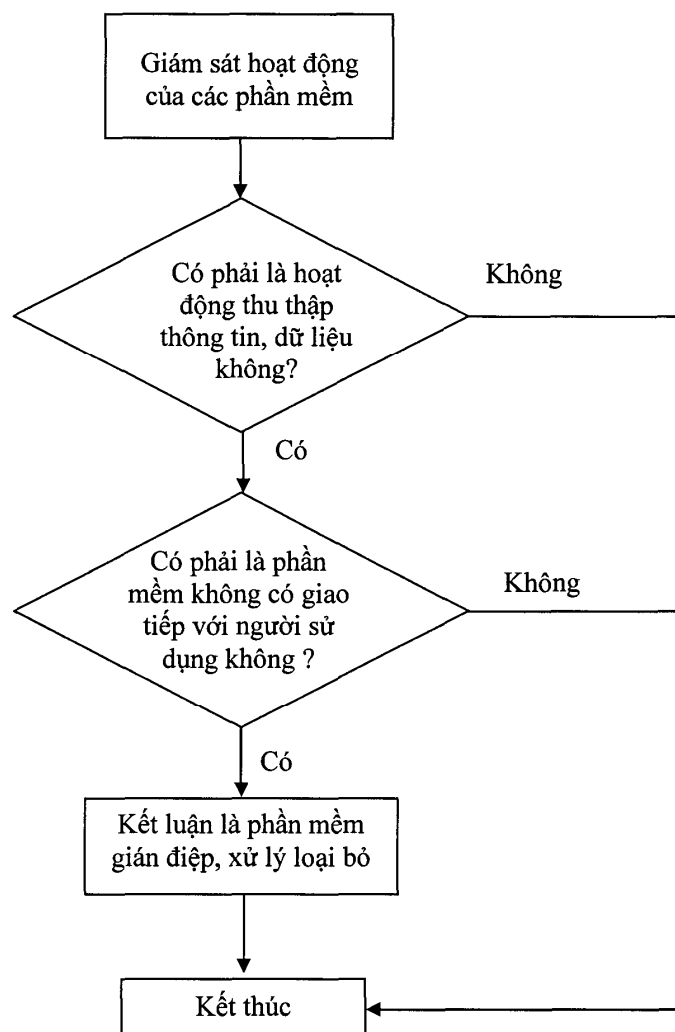 Giám sát hoạt động
của các phần mềm
Có phải là hoạt
động thu thập
thông tin, dữ liệu
không?
Không
Có
Có phải là phần
mềm không có giao
tiếp với người sử
dụng không ?
Không
Có
Kết luận là phần mềm
gián điệp, xử lý loại bỏ
Kết thúc